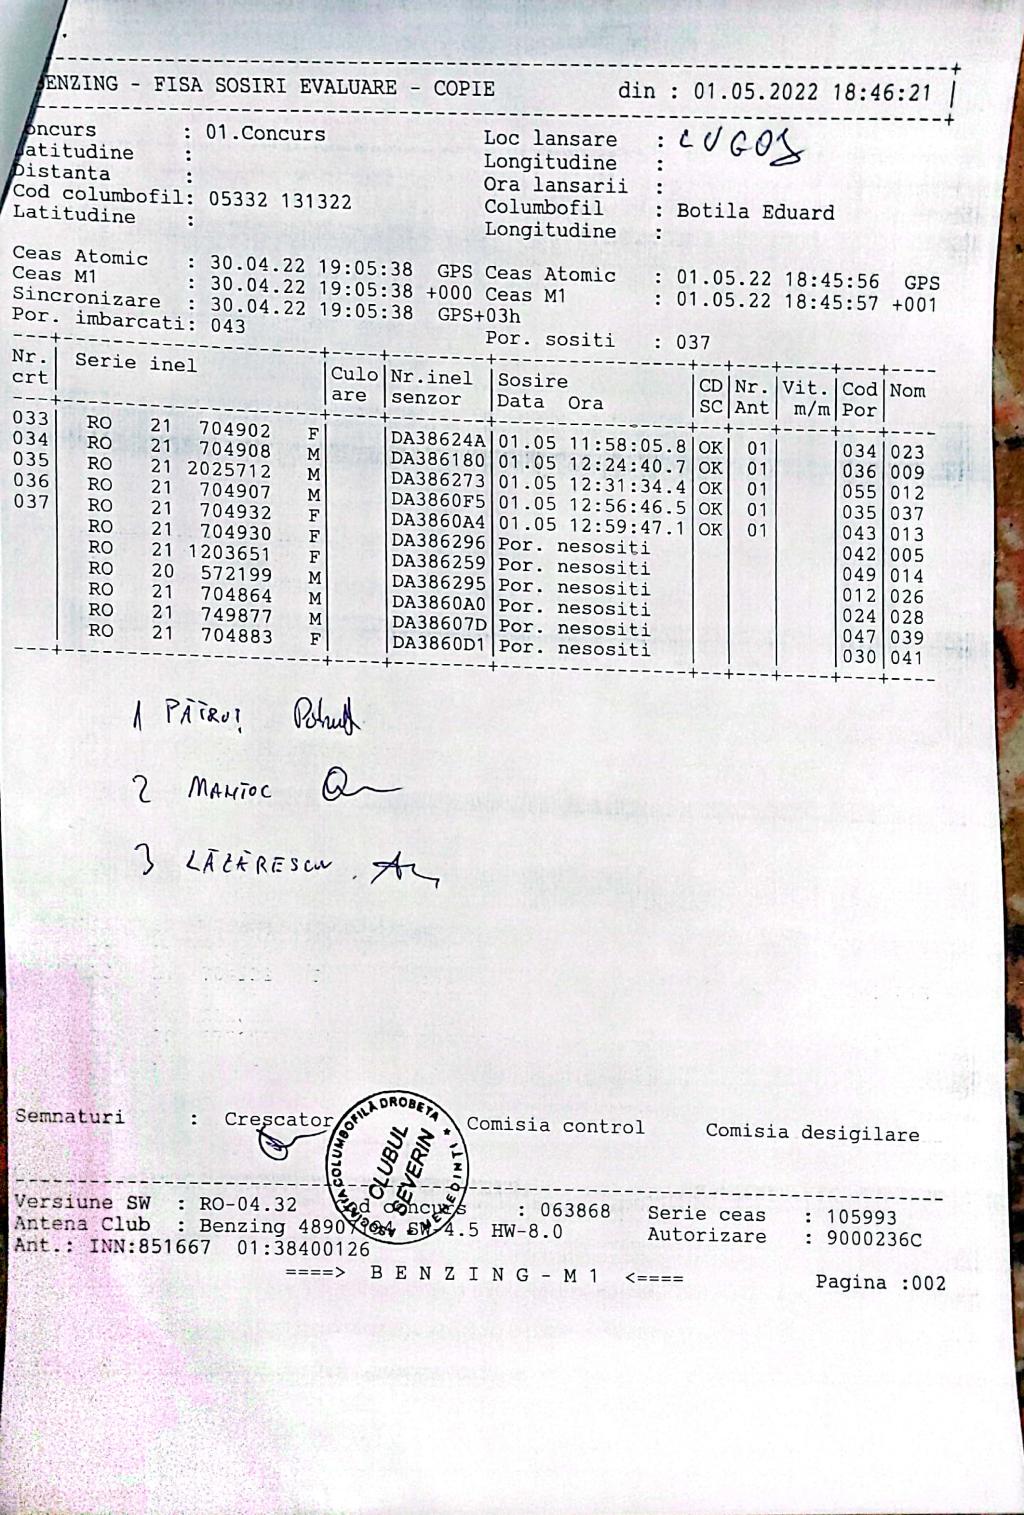 BENZING - FISA SOSIRI EVALUARE - COPIE din : 01.05.2022 18:46:21
oncurs : 01.Concurs Loc lansare : LUGOJ
atitudine : Longitudine :
Distanta : Ora lansarii :
Cod columbofil: 05332 131322 Columbofil : Botila Eduard
Latitudine : Longitudine :
Ceas Atomic : 30.04.22 19:05:38 GPS Ceas Atomic : 01.05.22 18:45:56 GPS
Ceas M1 : 30.04.22 19:05:38 +000 Ceas M1 : 01.05.22 18:45:57 +001
Sincronizare : 30.04.22 19:05:38 GPS+03h
Por. imbarcati: 043 Por. sositi : 037
Nr. Serie inel Culo Nr.inel Sosire CD Nr. Vit. Cod Nom
crt are senzor Data Ora SC Ant m/m Por
033 RO 21 704902 F DA38624A 01.05 11:58:05.8 OK 01 034 023
034 RO 21 704908 M DA386180 01.05 12:24:40.7 OK 01 036 009
035 RO 21 2025712 M DA386273 01.05 12:31:34.4 OK 01 055 012
036 RO 21 704907 M DA3860F5 01.05 12:56:46.5 OK 01 035 037
037 RO 21 704932 F DA3860A4 01.05 12:59:47.1 OK 01 043 013
RO 21 704930 F DA386296 Por. nesositi 042 005
RO 21 1203651 F DA386259 Por. nesositi 049 014
RO 20 572199 M DA386295 Por. nesositi 012 026
RO 21 704864 M DA3860A0 Por. nesositi 024 028
RO 21 749877 M DA38607D Por. nesositi 047 039
RO 21 704883 F DA3860D1 Por. nesositi 030 041
1 PĂTRUȚ
2 MANTOC
3 LĂZĂRESCU
Semnaturi : Crescator Comisia control Comisia desigilare
ASOCIATIA COLUMBOFILĂ DROBETA * MEHEDINTI *
CLUBUL
SEVERIN
Versiune SW : RO-04.32 d concurs : 063868 Serie ceas : 105993
Antena Club : Benzing 4.5 HW-8.0 Autorizare : 9000236C
Ant.: INN:851667 01:38400126
====> B E N Z I N G - M 1 <==== Pagina :002